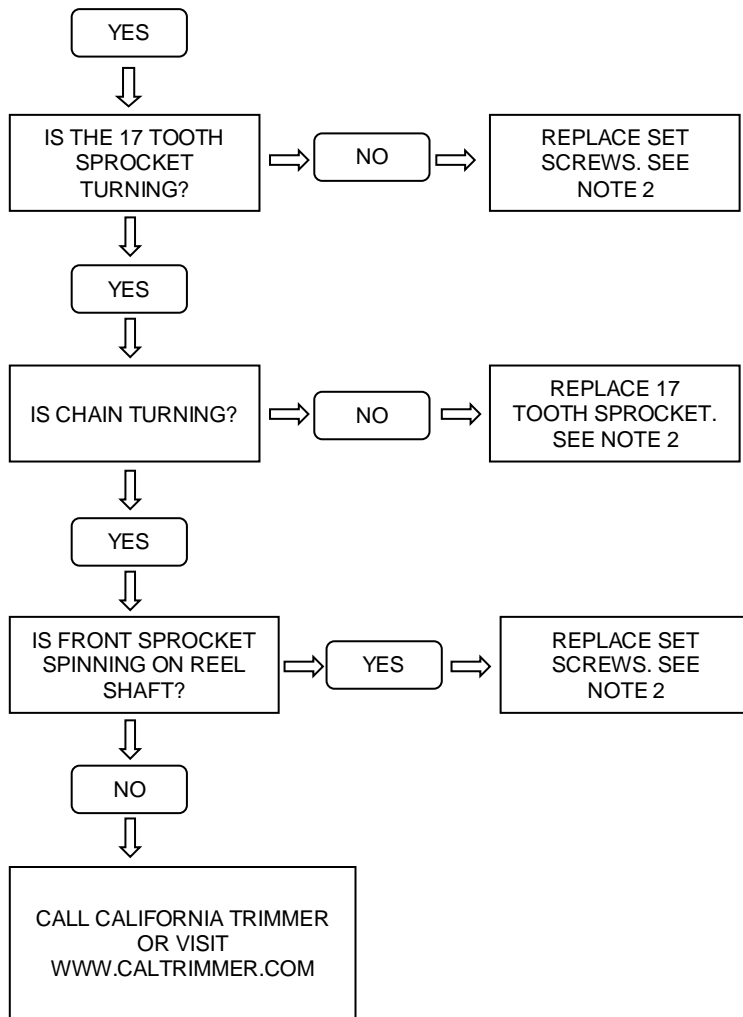 YES
IS THE 17 TOOTH
SPROCKET
TURNING?
NO
REPLACE SET
SCREWS. SEE
NOTE 2
YES
IS CHAIN TURNING?
NO
REPLACE 17
TOOTH SPROCKET.
SEE NOTE 2
YES
IS FRONT SPROCKET
SPINNING ON REEL
SHAFT?
YES
REPLACE SET
SCREWS. SEE
NOTE 2
NO
CALL CALIFORNIA TRIMMER
OR VISIT
WWW.CALTRIMMER.COM